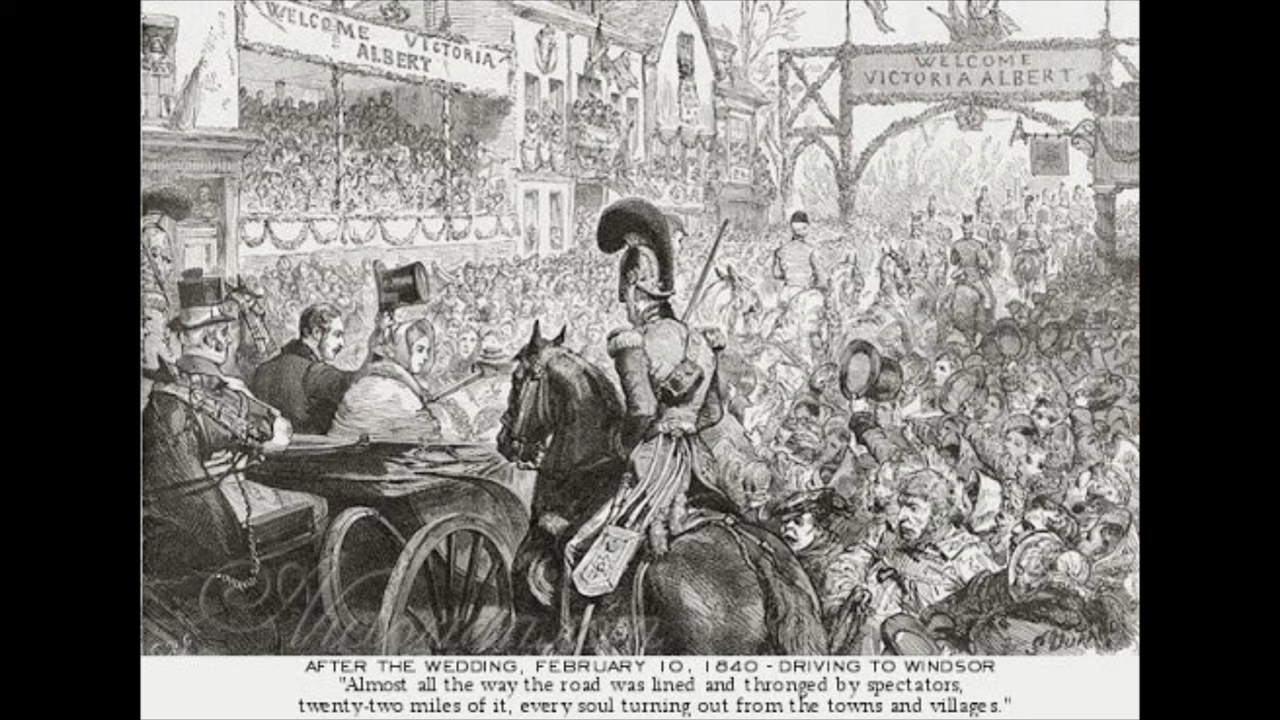 WELCOME VICTORIA
ALBERT
WELCOME
VICTORIA ALBERT
AFTER THE WEDDING, FEBRUARY 10, 1840 - DRIVING TO WINDSOR
"Almost all the way the road was lined and thronged by spectators,
twenty-two miles of it, every soul turning out from the towns and villages."